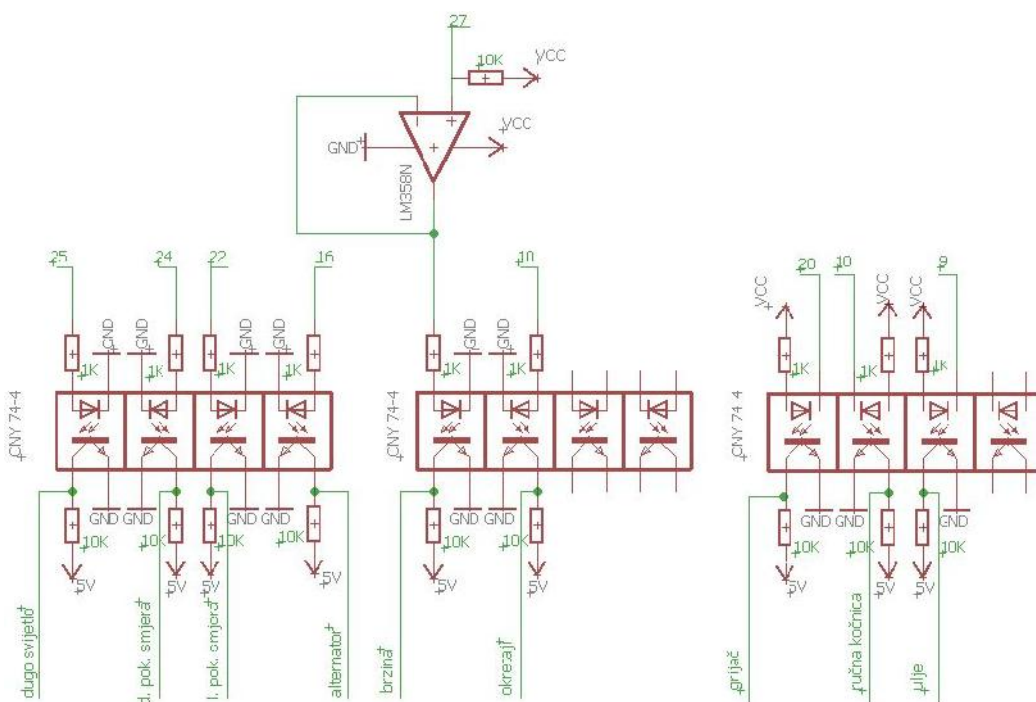 27
10K
VCC
VCC
GND
LM358N
25 24 22 16 10 20 10 9
GND GND GND GND GND GND VCC VCC VCC
1K 1K 1K 1K 1K 1K 1K 1K 1K
CNY 74-4 CNY 74-4 CNY 74 4
GND GND GND GND GND GND GND GND GND
10K 10K 10K 10K 10K 10K 10K 10K 10K
5V 5V 5V 5V 5V 5V 5V 5V 5V
dugo svijetlo
d. pok. smjera
l. pok. smjera
alternator
brzina
okretaji
grijač
ručna kočnica
ulje